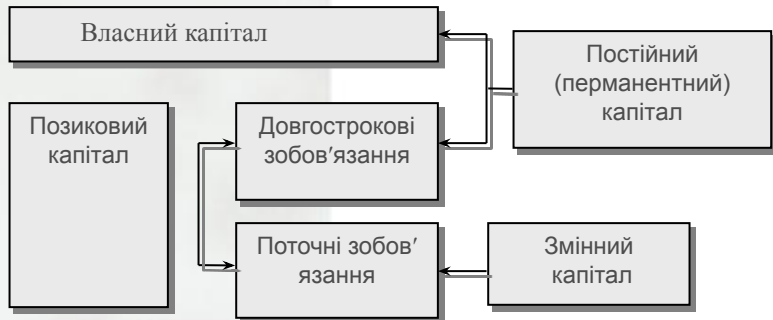 Власний капітал
Постійний
(перманентний)
капітал
Позиковий
капітал
Довгострокові
зобов'язання
Поточні зобов'
язання
Змінний
капітал